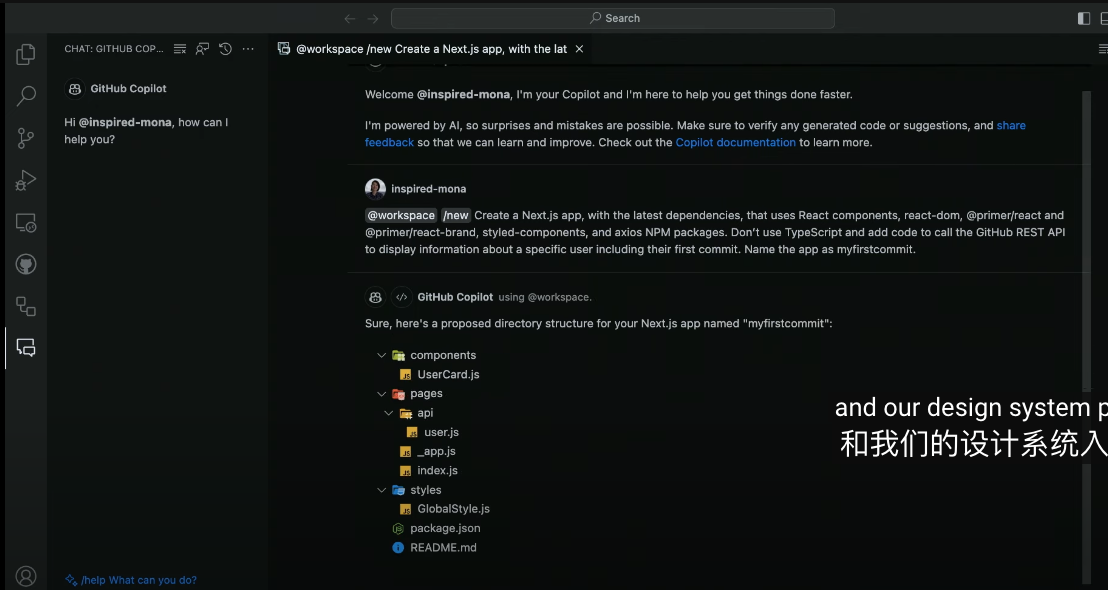 Search
CHAT: GITHUB COP...
@workspace /new Create a Next.js app, with the lat
GitHub Copilot
Hi @inspired-mona, how can I
help you?
Welcome @inspired-mona, I'm your Copilot and I'm here to help you get things done faster.
I'm powered by AI, so surprises and mistakes are possible. Make sure to verify any generated code or suggestions, and share
feedback so that we can learn and improve. Check out the Copilot documentation to learn more.
inspired-mona
@workspace /new Create a Next.js app, with the latest dependencies, that uses React components, react-dom, @primer/react and
@primer/react-brand, styled-components, and axios NPM packages. Don't use TypeScript and add code to call the GitHub REST API
to display information about a specific user including their first commit. Name the app as myfirstcommit.
GitHub Copilot using @workspace.
Sure, here's a proposed directory structure for your Next.js app named "myfirstcommit":
components
UserCard.js
pages
api
user.js
_app.js
index.js
styles
GlobalStyle.js
package.json
README.md
and our design system p
和我们的设计系统入
/help What can you do?